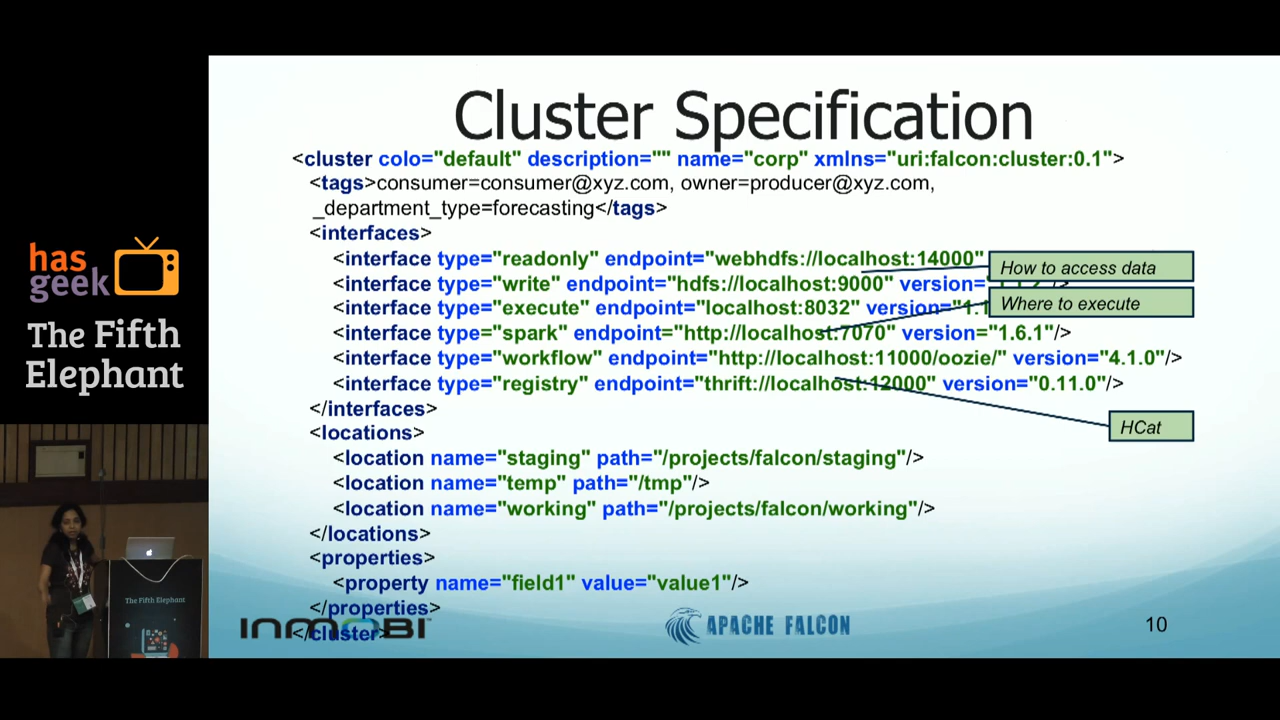 Cluster Specification
<cluster colo="default" description="" name="corp" xmlns="uri:falcon:cluster:0.1">
<tags>consumer=consumer@xyz.com, owner=producer@xyz.com,
_department_type=forecasting</tags>
<interfaces>
<interface type="readonly" endpoint="webhdfs://localhost:14000"
How to access data
<interface type="write" endpoint="hdfs://localhost:9000" version=
Where to execute
<interface type="execute" endpoint="localhost:8032" version=
<interface type="spark" endpoint="http://localhost:7070" version="1.6.1"/>
<interface type="workflow" endpoint="http://localhost:11000/oozie/" version="4.1.0"/>
<interface type="registry" endpoint="thrift://localhost:12000" version="0.11.0"/>
</interfaces>
HCat
<locations>
<location name="staging" path="/projects/falcon/staging"/>
<location name="temp" path="/tmp"/>
<location name="working" path="/projects/falcon/working"/>
</locations>
<properties>
<property name="field1" value="value1"/>
</properties>
</cluster>
INMOBI
APACHE FALCON
10
has
geek
The Fifth
Elephant
The Fifth Elephant